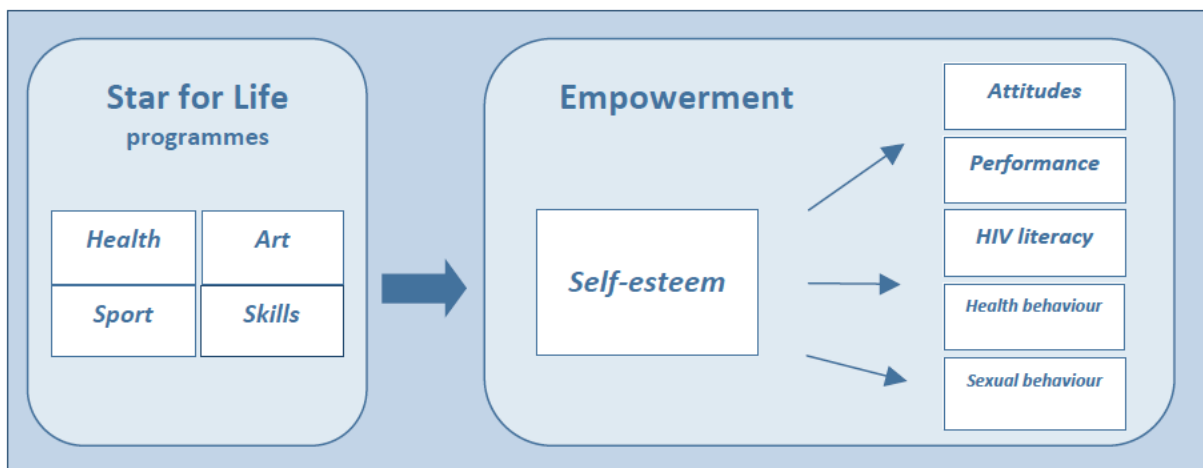 Star for Life
programmes
Health
Art
Sport
Skills
Empowerment
Self-esteem
Attitudes
Performance
HIV literacy
Health behaviour
Sexual behaviour